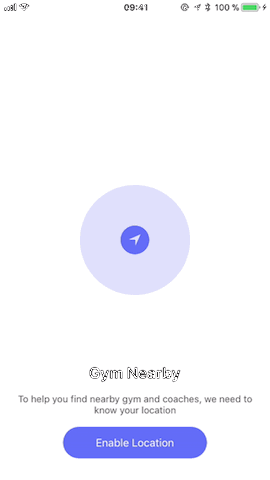 09:41
100 %
Gym Nearby
To help you find nearby gym and coaches, we need to
know your location
Enable Location